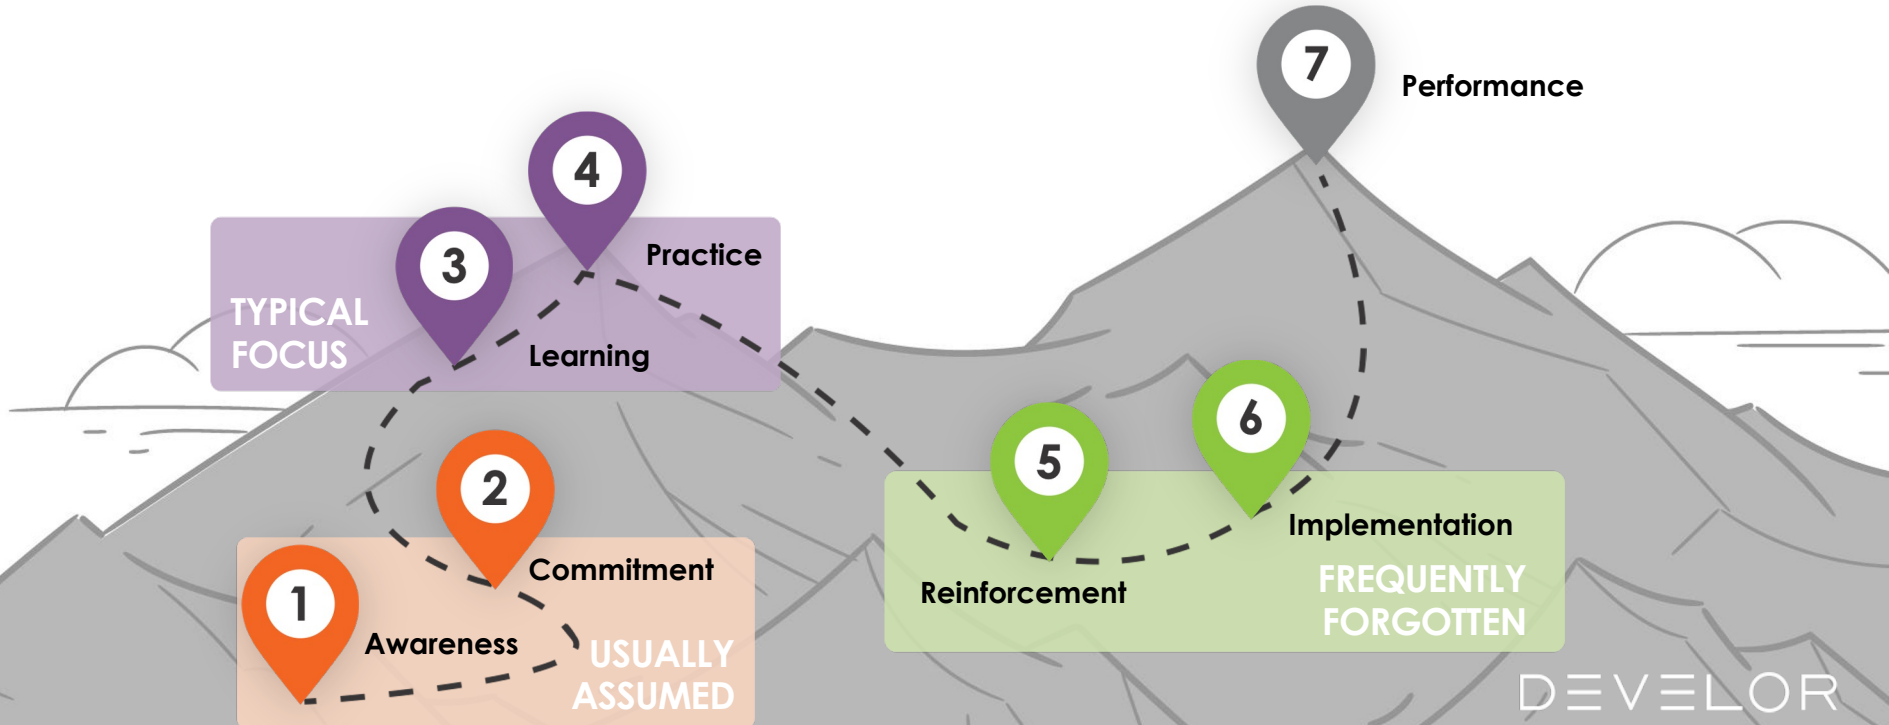 7
Performance
4
Practice
3
TYPICAL
FOCUS
Learning
6
5
2
Implementation
Commitment
Reinforcement
FREQUENTLY
FORGOTTEN
1
Awareness
USUALLY
ASSUMED
DEVELOR